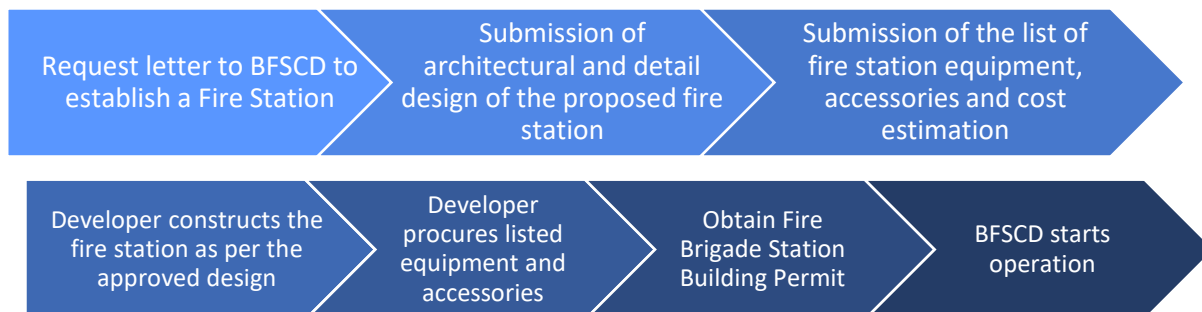 Request letter to BFSCD to
establish a Fire Station
Submission of
architectural and detail
design of the proposed fire
station
Submission of the list of
fire station equipment,
accessories and cost
estimation
Developer constructs the
fire station as per the
approved design
Developer
procures listed
equipment and
accessories
Obtain Fire
Brigade Station
Building Permit
BFSCD starts
operation